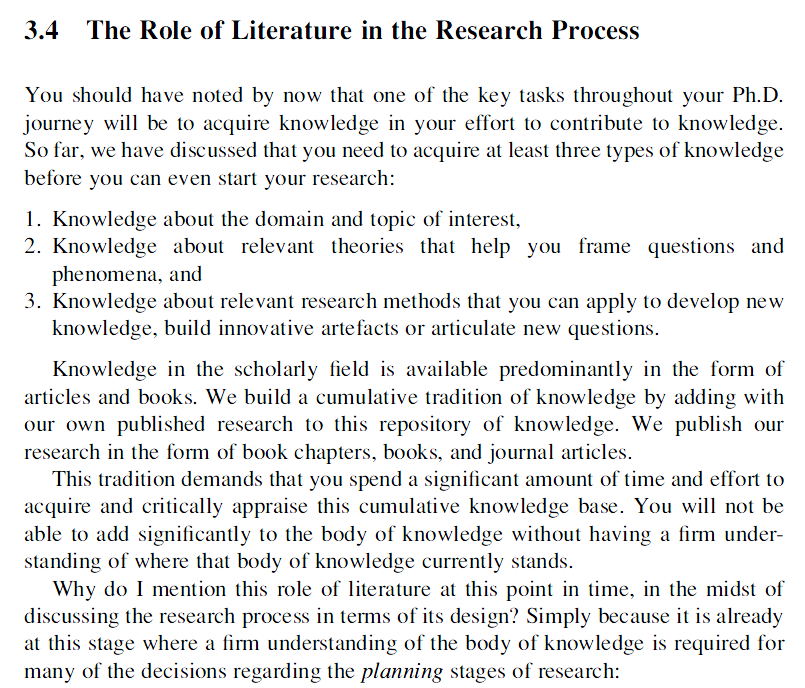 3.4 The Role of Literature in the Research Process
You should have noted by now that one of the key tasks throughout your Ph.D.
journey will be to acquire knowledge in your effort to contribute to knowledge.
So far, we have discussed that you need to acquire at least three types of knowledge
before you can even start your research:
1. Knowledge about the domain and topic of interest,
2. Knowledge about relevant theories that help you frame questions and
phenomena, and
3. Knowledge about relevant research methods that you can apply to develop new
knowledge, build innovative artefacts or articulate new questions.
Knowledge in the scholarly field is available predominantly in the form of
articles and books. We build a cumulative tradition of knowledge by adding with
our own published research to this repository of knowledge. We publish our
research in the form of book chapters, books, and journal articles.
This tradition demands that you spend a significant amount of time and effort to
acquire and critically appraise this cumulative knowledge base. You will not be
able to add significantly to the body of knowledge without having a firm under-
standing of where that body of knowledge currently stands.
Why do I mention this role of literature at this point in time, in the midst of
discussing the research process in terms of its design? Simply because it is already
at this stage where a firm understanding of the body of knowledge is required for
many of the decisions regarding the planning stages of research: